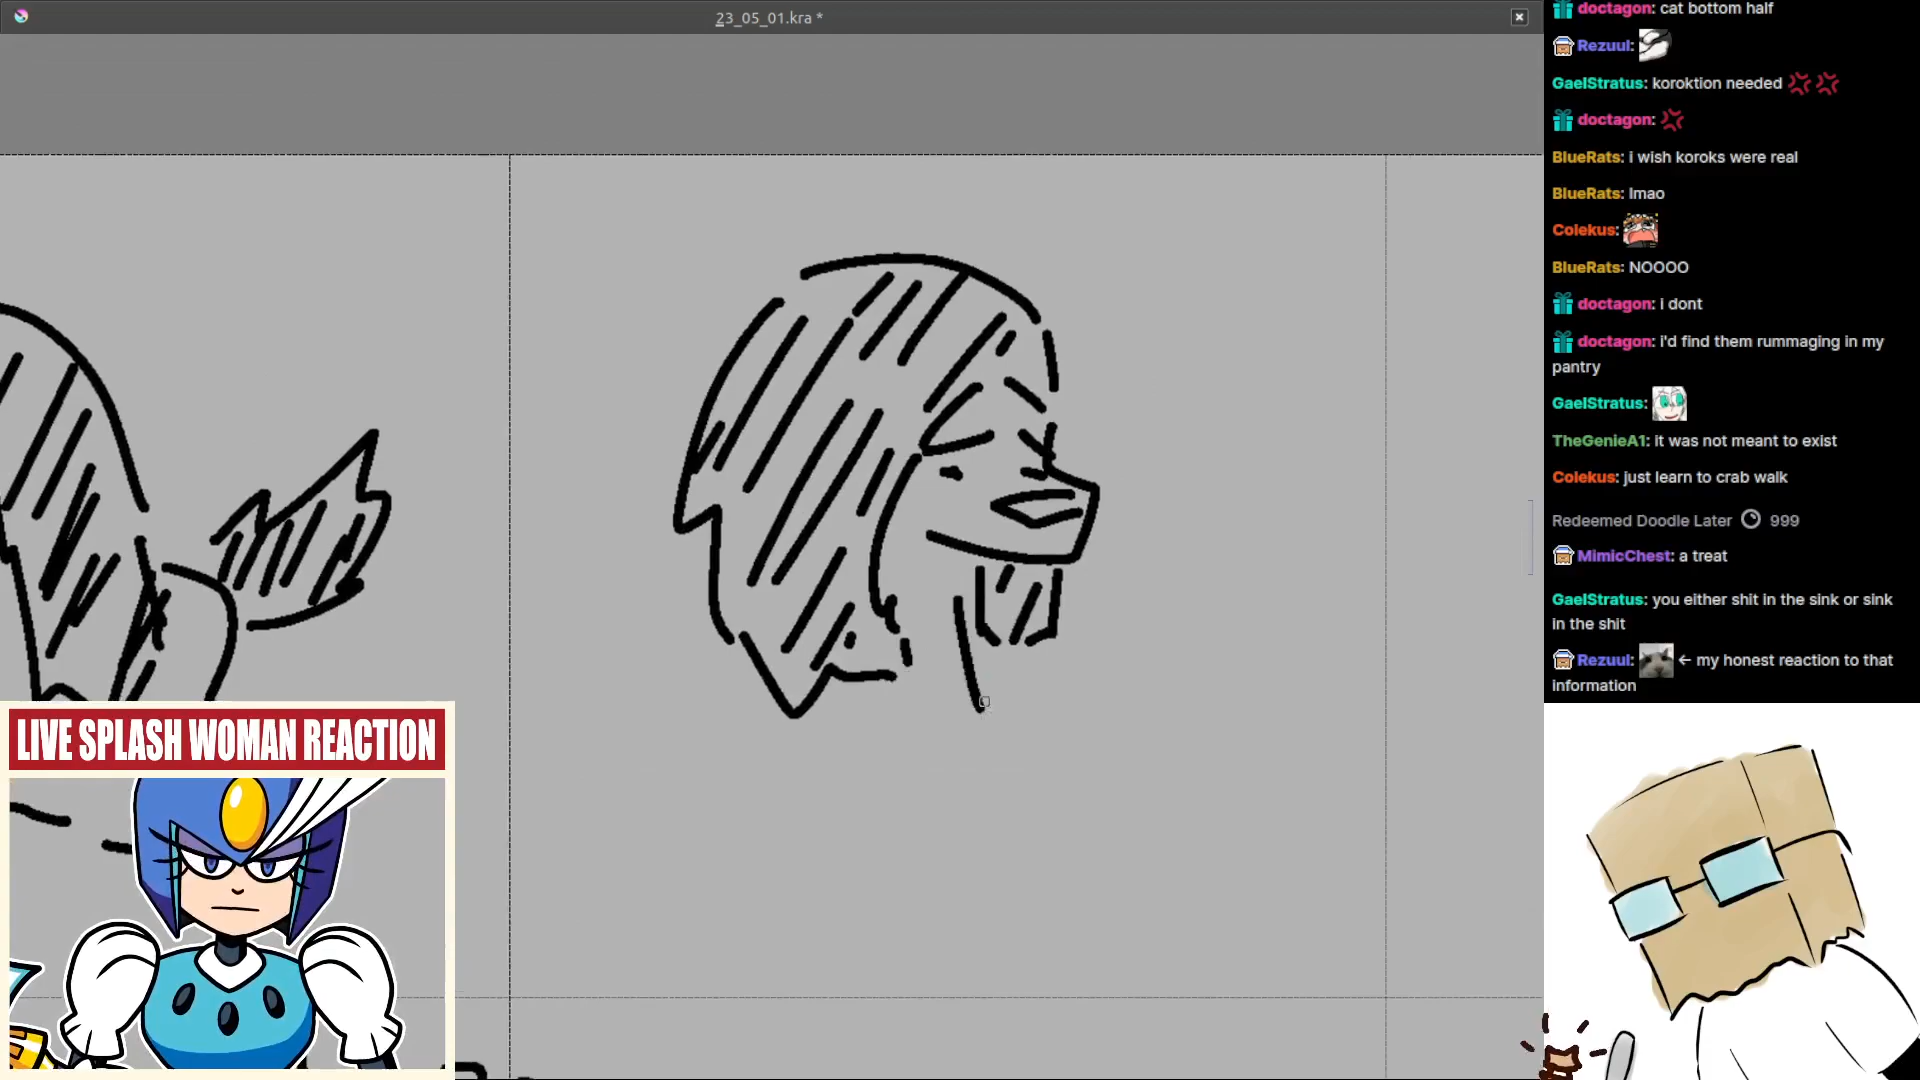 23_05_01.kra *
doctagon: cat bottom half
Rezuul:
GaelStratus: koroktion needed
doctagon:
BlueRats: i wish koroks were real
BlueRats: lmao
Colekus:
BlueRats: NOOOO
doctagon: i dont
doctagon: i'd find them rummaging in my
pantry
GaelStratus:
TheGenieA1: it was not meant to exist
Colekus: just learn to crab walk
Redeemed Doodle Later 999
MimicChest: a treat
GaelStratus: you either shit in the sink or sink
in the shit
Rezuul: ← my honest reaction to that
information
LIVE SPLASH WOMAN REACTION